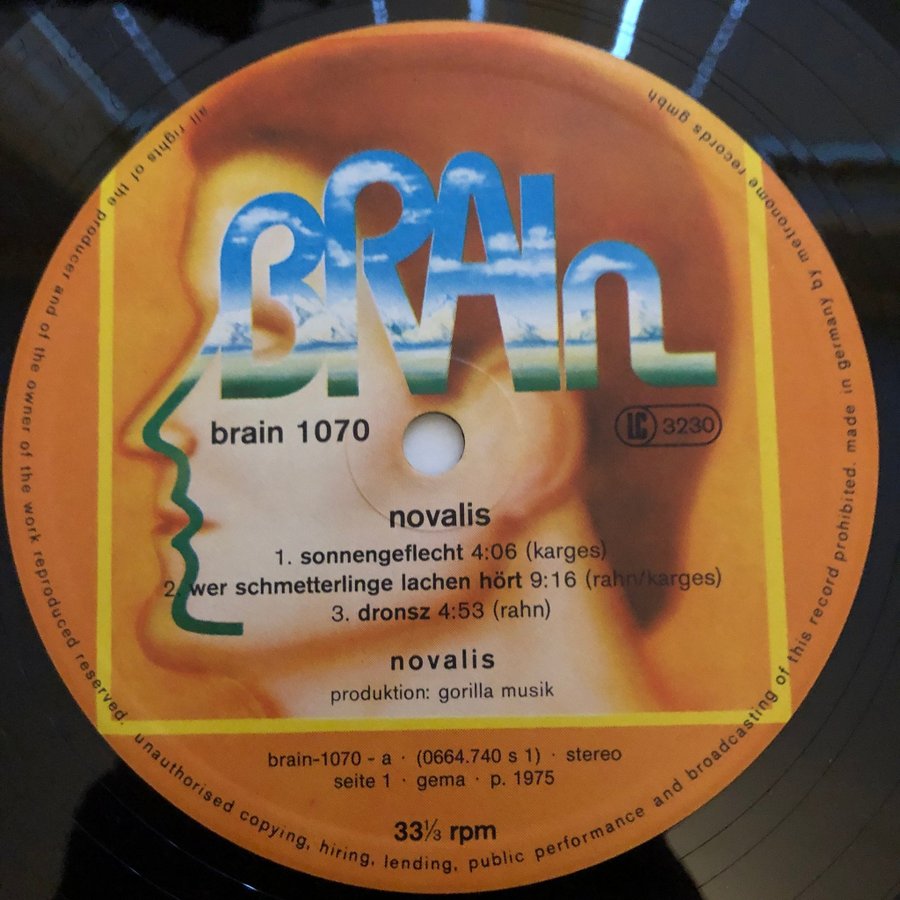 BRAIn
brain 1070
LC 3230
novalis
1. sonnengeflecht 4:06 (karges)
2. wer schmetterlinge lachen hört 9:16 (rahn/karges)
3. dronsz 4:53 (rahn)
novalis
produktion: gorilla musik
brain-1070 - a · (0664.740 s 1) · stereo
seite 1 · gema · p. 1975
33⅓ rpm
all rights of the producer and of the owner of the work reproduced reserved. unauthorised copying, hiring, lending, public performance and broadcasting of this record prohibited. made in germany by metronome records gmbh